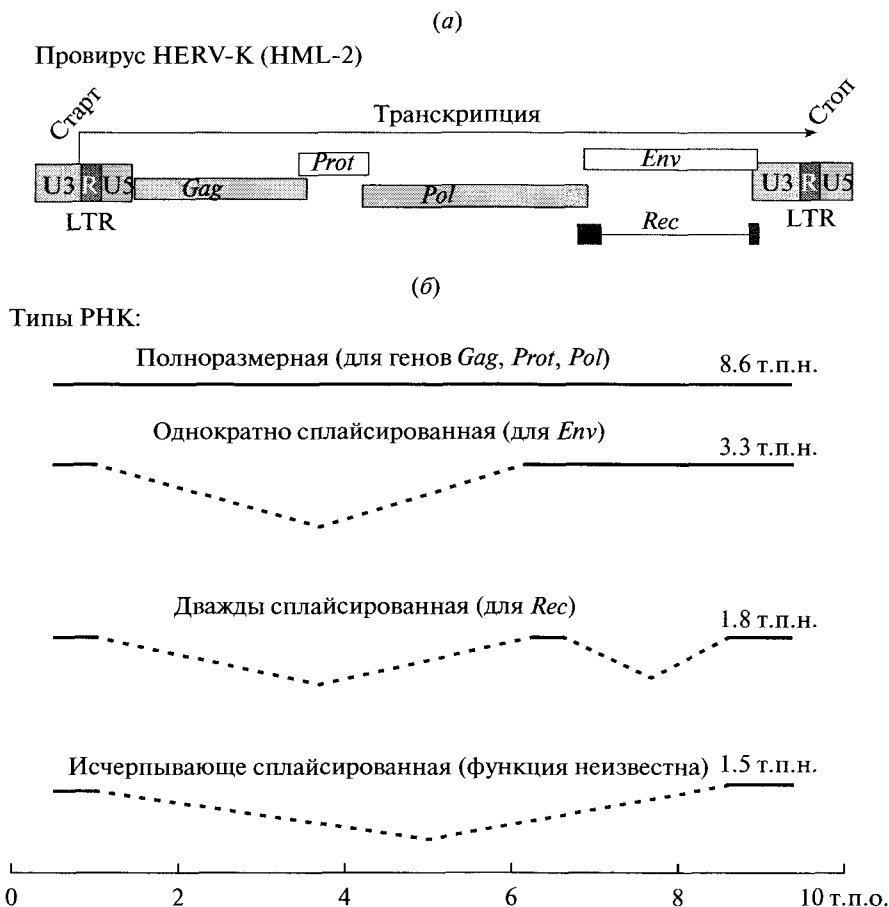 (а)
Провирус HERV-K (HML-2)
Старт
Транскрипция
Стоп
Prot
Env
U3 R U5
Gag
Pol
U3 R U5
LTR
Rec
LTR
(б)
Типы РНК:
Полноразмерная (для генов Gag, Prot, Pol)
8.6 т.п.н.
Однократно сплайсированная (для Env)
3.3 т.п.н.
Дважды сплайсированная (для Rec)
1.8 т.п.н.
Исчерпывающе сплайсированная (функция неизвестна)
1.5 т.п.н.
0 2 4 6 8 10 т.п.о.